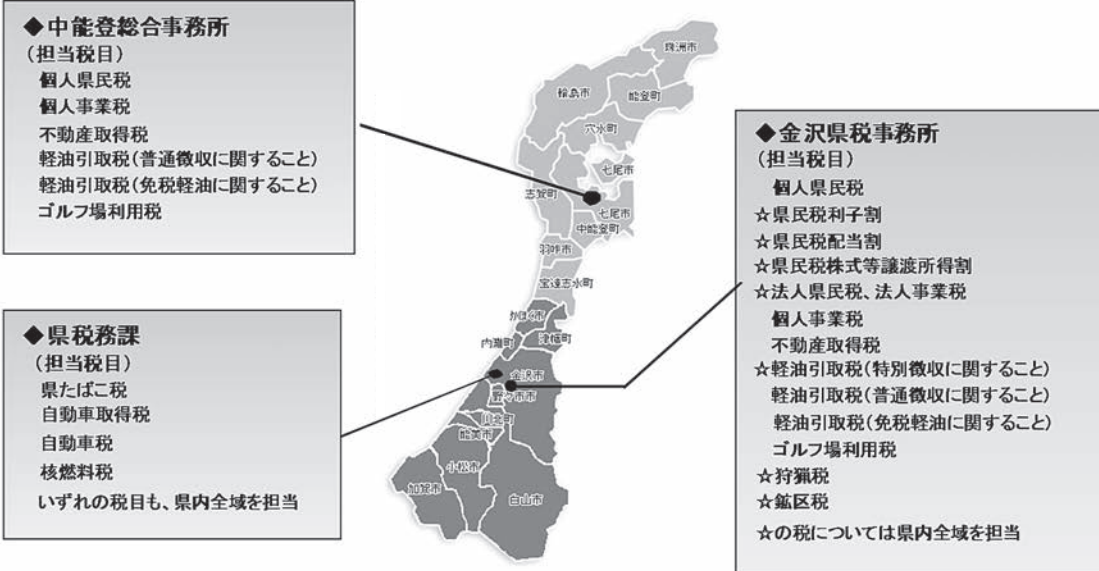 ◆中能登総合事務所
(担当税目)
個人県民税
個人事業税
不動産取得税
軽油引取税(普通徴収に関すること)
軽油引取税(免税軽油に関すること)
ゴルフ場利用税
◆県税務課
(担当税目)
県たばこ税
自動車取得税
自動車税
核燃料税
いずれの税目も、県内全域を担当
珠洲市
輪島市
能登町
穴水町
七尾市
志賀町
七尾市
中能登町
羽咋市
宝達志水町
かほく市
内灘町
津幡町
金沢市
野々市市
川北町
能美市
小松市
加賀市
白山市
◆金沢県税事務所
(担当税目)
個人県民税
☆県民税利子割
☆県民税配当割
☆県民税株式等譲渡所得割
☆法人県民税、法人事業税
個人事業税
不動産取得税
☆軽油引取税(特別徴収に関すること)
軽油引取税(普通徴収に関すること)
軽油引取税(免税軽油に関すること)
ゴルフ場利用税
☆狩猟税
☆鉱区税
☆の税については県内全域を担当